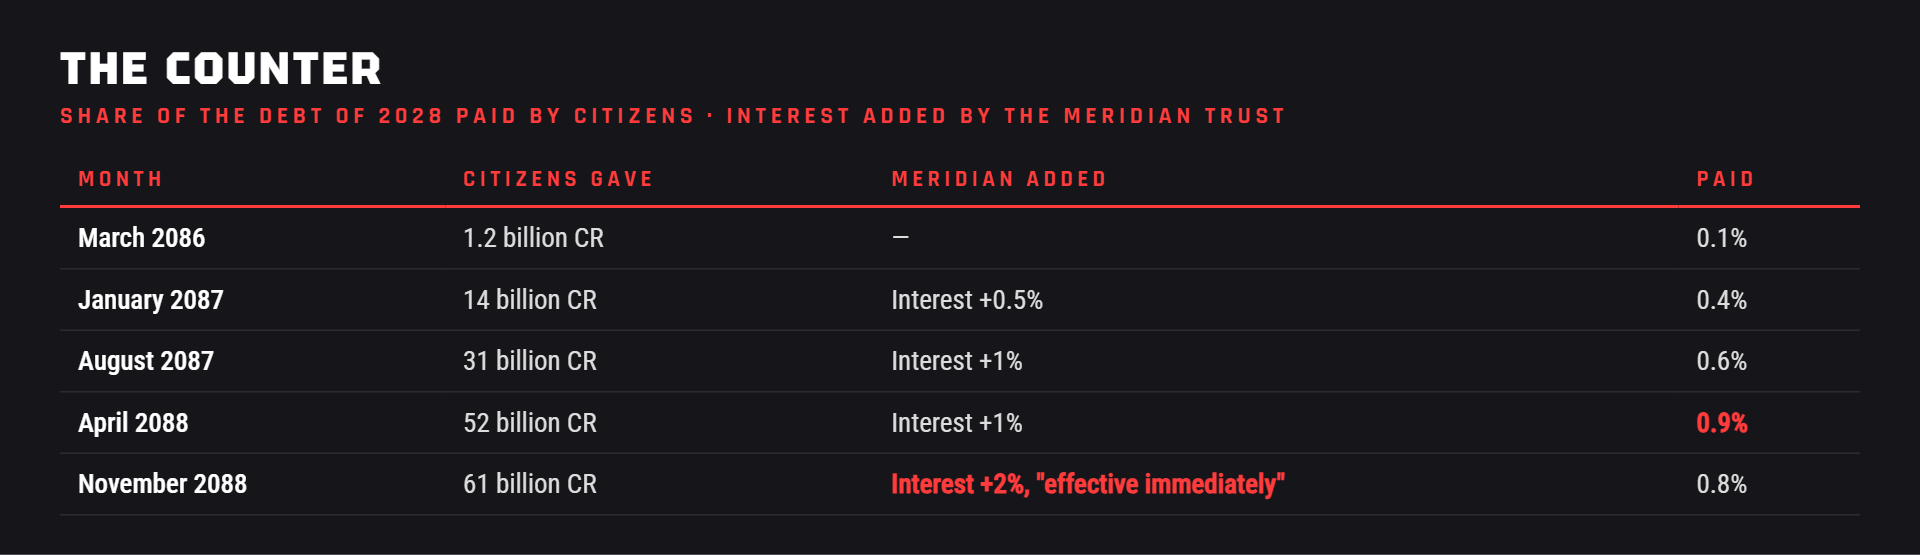 THE COUNTER
SHARE OF THE DEBT OF 2028 PAID BY CITIZENS · INTEREST ADDED BY THE MERIDIAN TRUST
MONTH CITIZENS GAVE MERIDIAN ADDED PAID
March 2086 1.2 billion CR — 0.1%
January 2087 14 billion CR Interest +0.5% 0.4%
August 2087 31 billion CR Interest +1% 0.6%
April 2088 52 billion CR Interest +1% 0.9%
November 2088 61 billion CR Interest +2%, "effective immediately" 0.8%